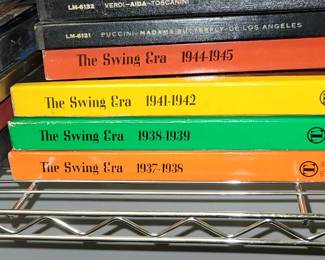 LM-6132 VERDI-AIDA-TOSCANINI
LM-6131 PUCCINI-MADAMA BUTTERFLY-DE LOS ANGELES
The Swing Era 1944-1945
The Swing Era 1941-1942
The Swing Era 1938-1939
The Swing Era 1937-1938